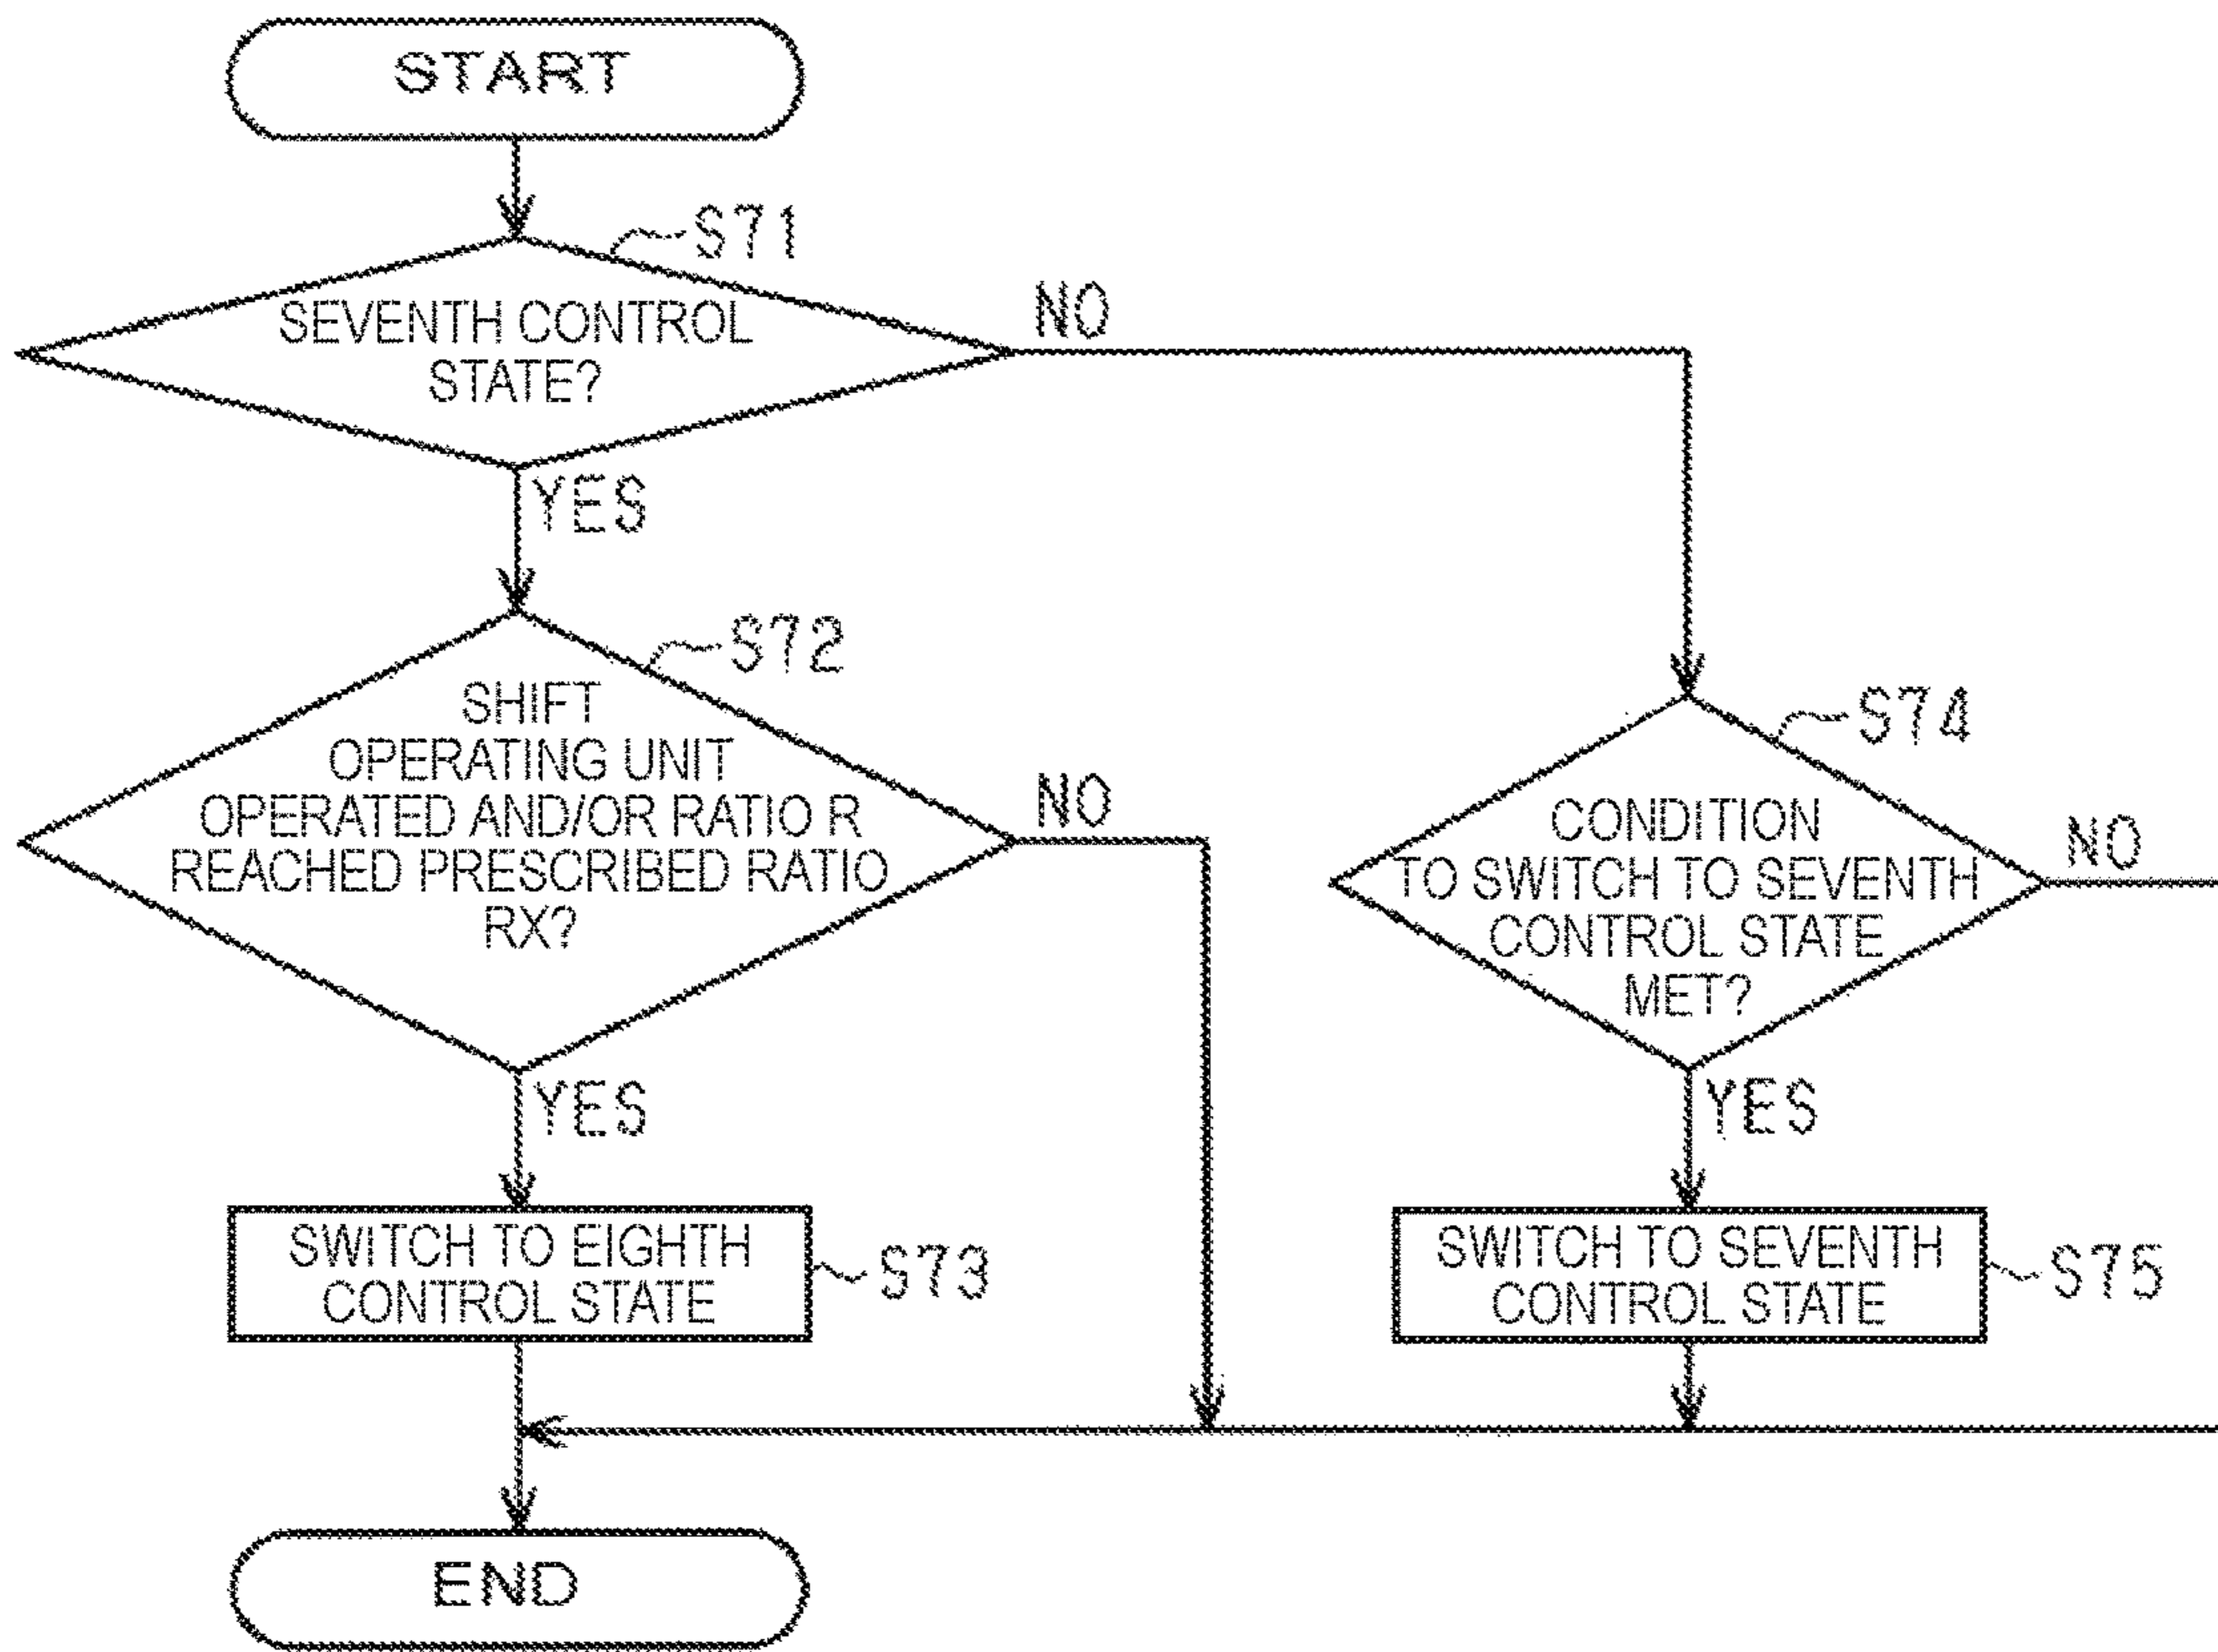 START
S71
SEVENTH CONTROL
STATE?
NO
YES
S72
SHIFT
OPERATING UNIT
OPERATED AND/OR RATIO R
REACHED PRESCRIBED RATIO
RX?
NO
YES
SWITCH TO EIGHTH
CONTROL STATE
S73
S74
CONDITION
TO SWITCH TO SEVENTH
CONTROL STATE
MET?
NO
YES
SWITCH TO SEVENTH
CONTROL STATE
S75
END